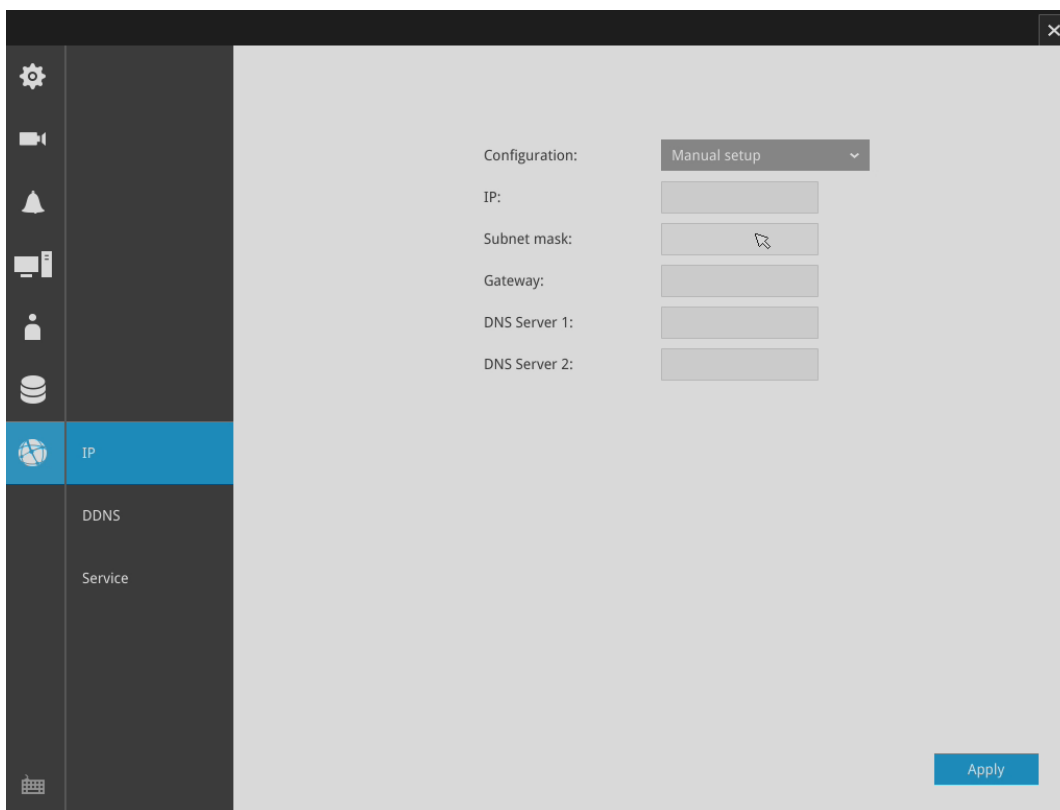 Configuration: Manual setup
IP:
Subnet mask:
Gateway:
DNS Server 1:
DNS Server 2:
IP
DDNS
Service
Apply